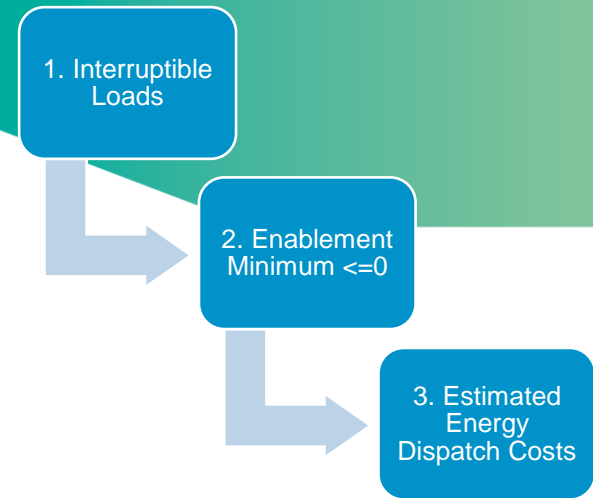 1. Interruptible
Loads
2. Enablement
Minimum <=0
3. Estimated
Energy
Dispatch Costs